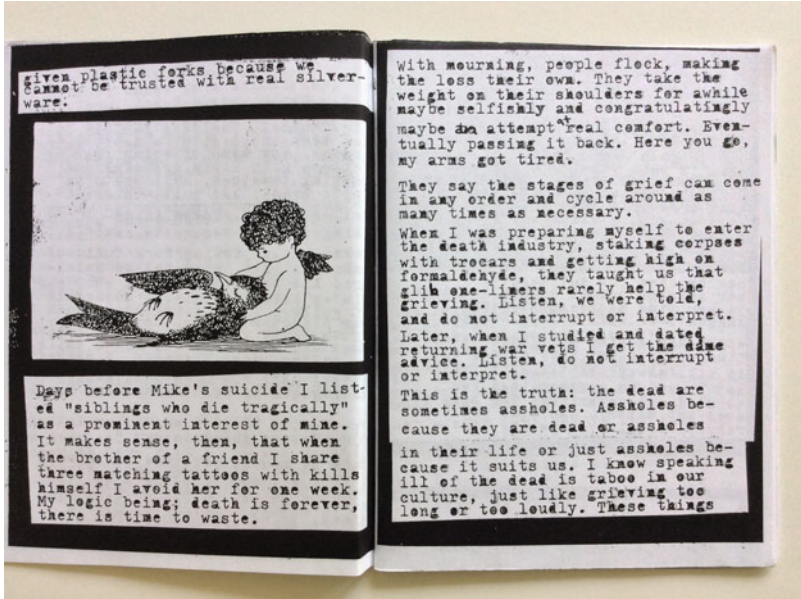 given plastic forks because we
cannot be trusted with real silver-
ware.
Days before Mike's suicide I list-
ed "siblings who die tragically"
as a prominent interest of mine.
It makes sense, then, that when
the brother of a friend I share
three matching tattoos with kills
himself I avoid her for one week.
My logic being; death is forever,
there is time to waste.
With mourning, people flock, making
the loss their own. They take the
weight on their shoulders for awhile
maybe selfishly and congratulatingly
maybe an attempt at real comfort. Even-
tually passing it back. Here you go,
my arms got tired.
They say the stages of grief can come
in any order and cycle around as
many times as necessary.
When I was preparing myself to enter
the death industry, staking corpses
with trocars and getting high on
formaldehyde, they taught us that
glib one-liners rarely help the
grieving. Listen, we were told,
and do not interrupt or interpret.
Later, when I studied and dated
returning war vets I get the same
advice. Listen, do not interrupt
or interpret.
This is the truth: the dead are
sometimes assholes. Assholes be-
cause they are dead or assholes
in their life or just assholes be-
cause it suits us. I know speaking
ill of the dead is taboo in our
culture, just like grieving too
long or too loudly. These things